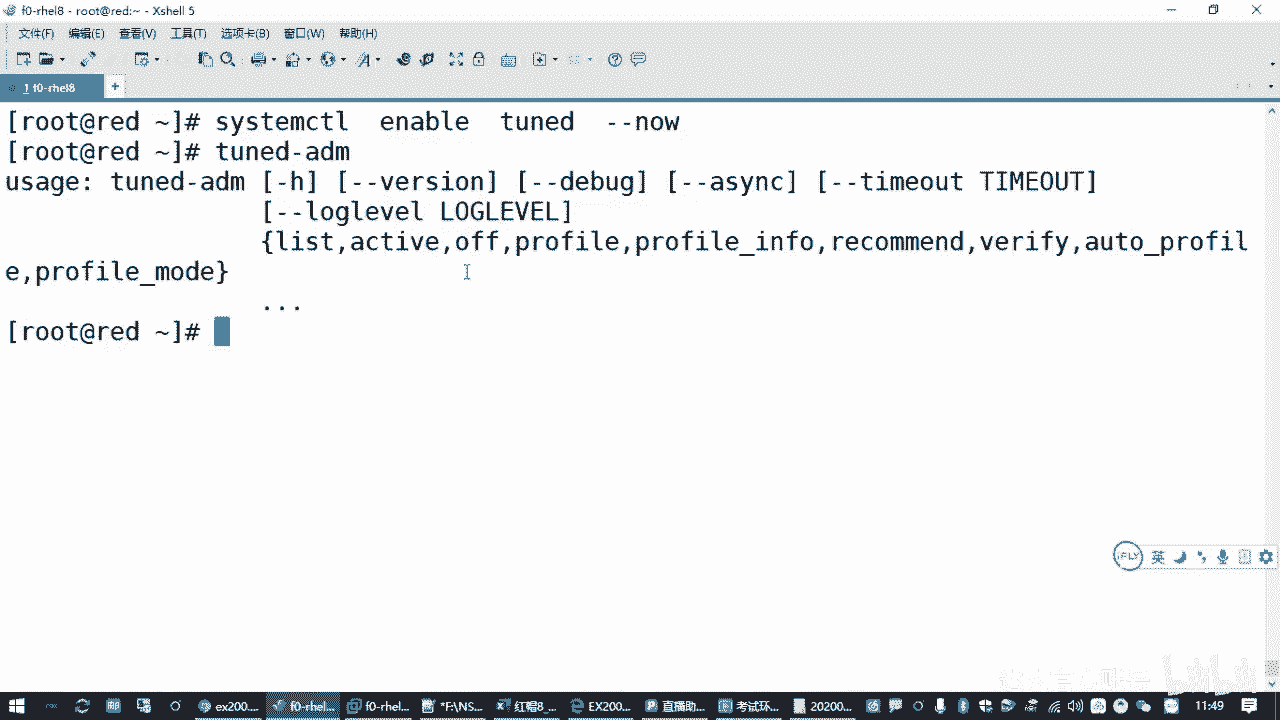 f0-rhel8 - root@red:~ - Xshell 5
文件(F) 编辑(E) 查看(V) 工具(T) 选项卡(B) 窗口(W) 帮助(H)
1 f0-rhel8
[root@red ~]# systemctl  enable  tuned  --now
[root@red ~]# tuned-adm
usage: tuned-adm [-h] [--version] [--debug] [--async] [--timeout TIMEOUT]
[--loglevel LOGLEVEL]
{list,active,off,profile,profile_info,recommend,verify,auto_profil
e,profile_mode}
...
[root@red ~]#
iFLY 英
ex200... f0-rhel... f0-rhel... *F:\NS... 红帽8_... EX200... 直播助... 考试环... 20200... 11:49